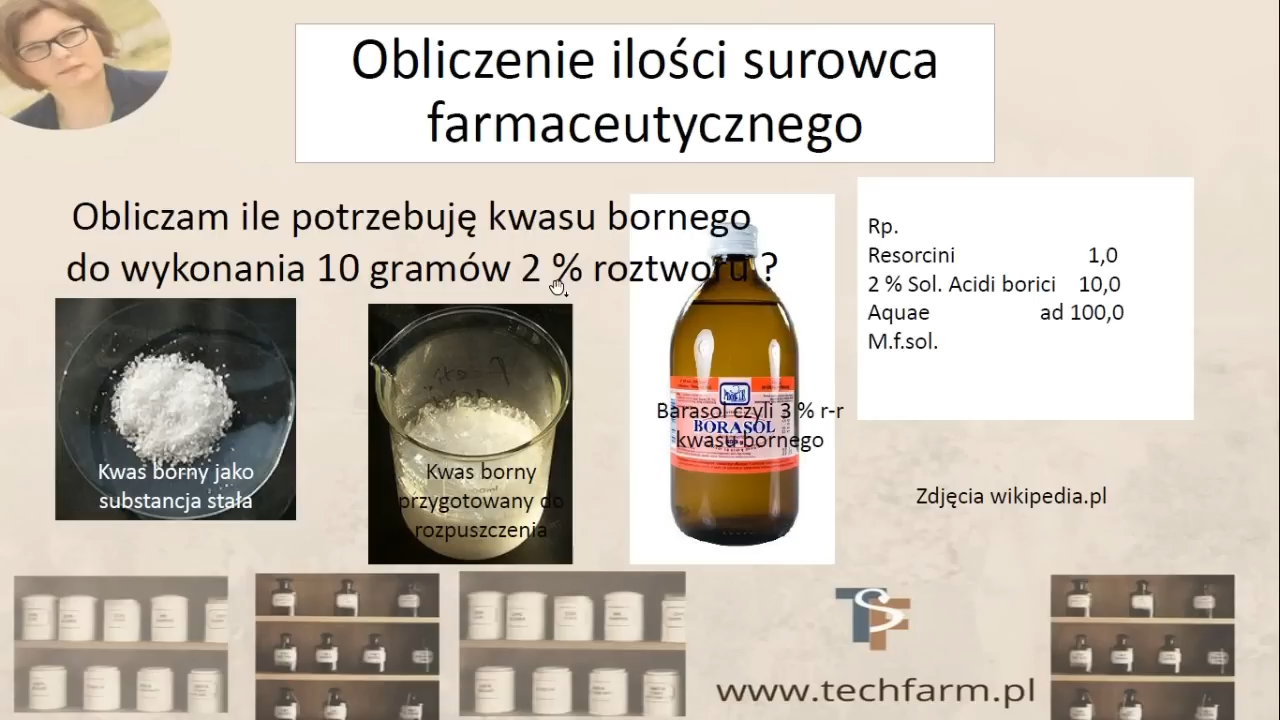 Obliczenie ilości surowca
farmaceutycznego
Obliczam ile potrzebuję kwasu bornego
do wykonania 10 gramów 2 % roztworu ?
Rp.
Resorcini 1,0
2 % Sol. Acidi borici 10,0
Aquae ad 100,0
M.f.sol.
Kwas borny jako
substancja stała
Kwas borny
przygotowany do
rozpuszczenia
Barasol czyli 3 % r-r
kwasu bornego
BORASOL
Zdjęcia wikipedia.pl
TSF
www.techfarm.pl